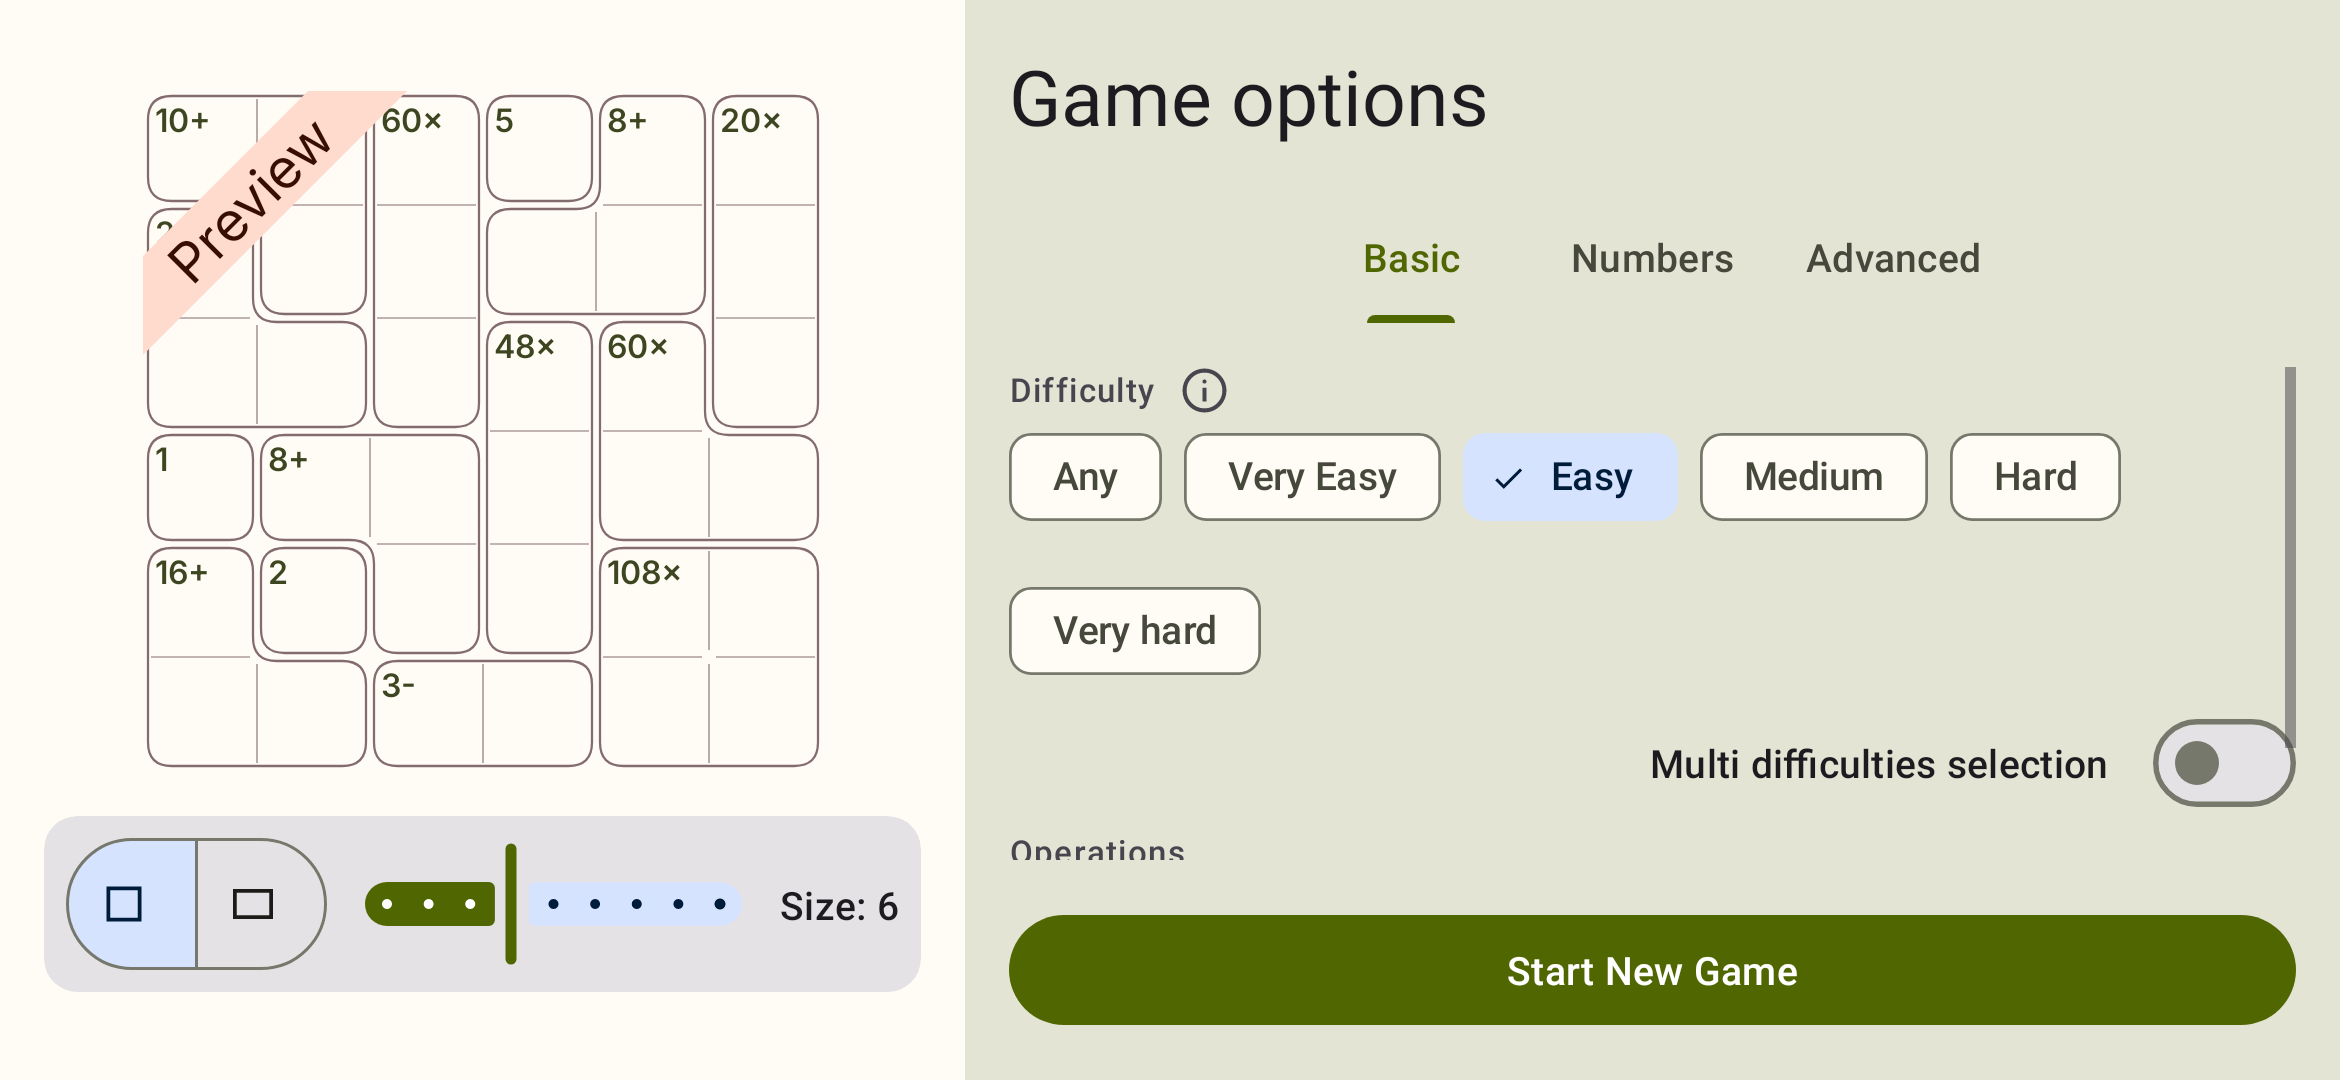 10+ 60× 5 8+ 20×
Preview
48× 60×
1 8+
16+ 2 108×
3-
Size: 6
Game options
Basic Numbers Advanced
Difficulty
Any Very Easy Easy Medium Hard
Very hard
Multi difficulties selection
Operations
Start New Game